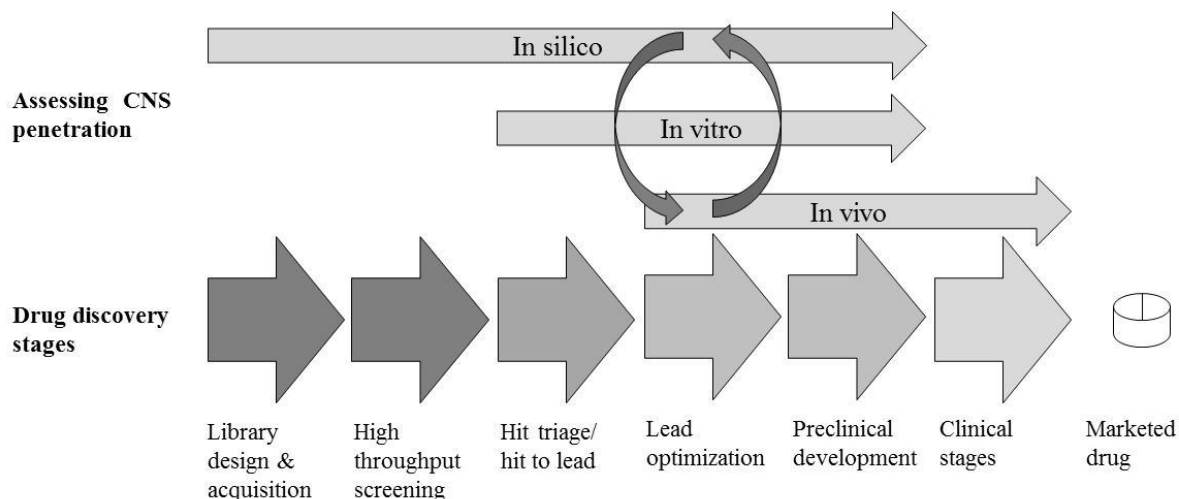 In silico
Assessing CNS
penetration
In vitro
In vivo
Drug discovery
stages
Library
design &
acquisition
High
throughput
screening
Hit triage/
hit to lead
Lead
optimization
Preclinical
development
Clinical
stages
Marketed
drug